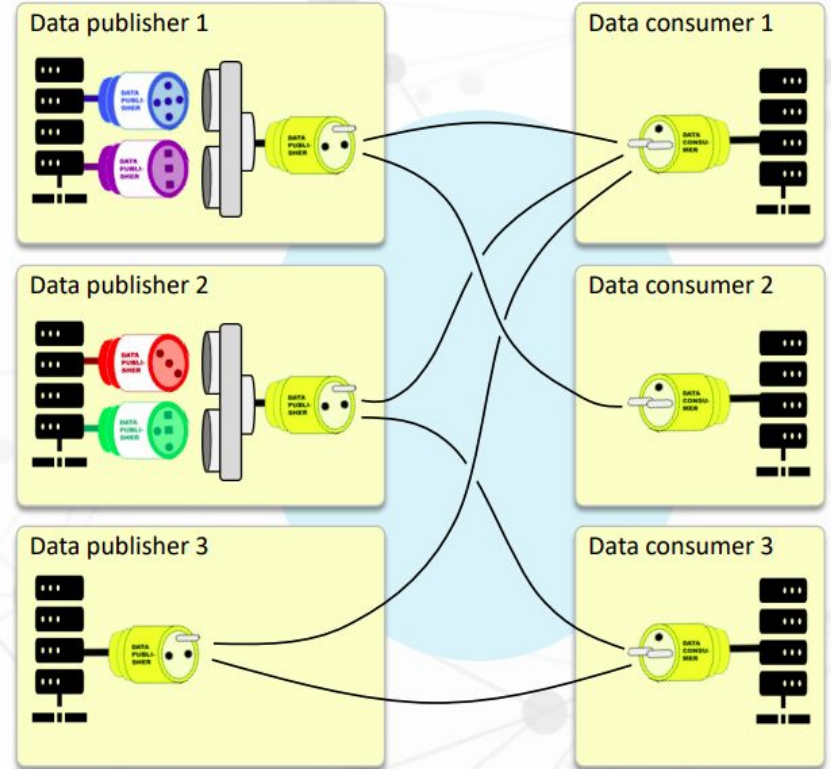 Data publisher 1
DATA
PUBLI-
SHER
DATA
PUBLI-
SHER
DATA
PUBLI-
SHER
Data consumer 1
DATA
CONSU-
MER
Data publisher 2
DATA
PUBLI-
SHER
DATA
PUBLI-
SHER
DATA
PUBLI-
SHER
Data consumer 2
DATA
CONSU-
MER
Data publisher 3
DATA
PUBLI-
SHER
Data consumer 3
DATA
CONSU-
MER